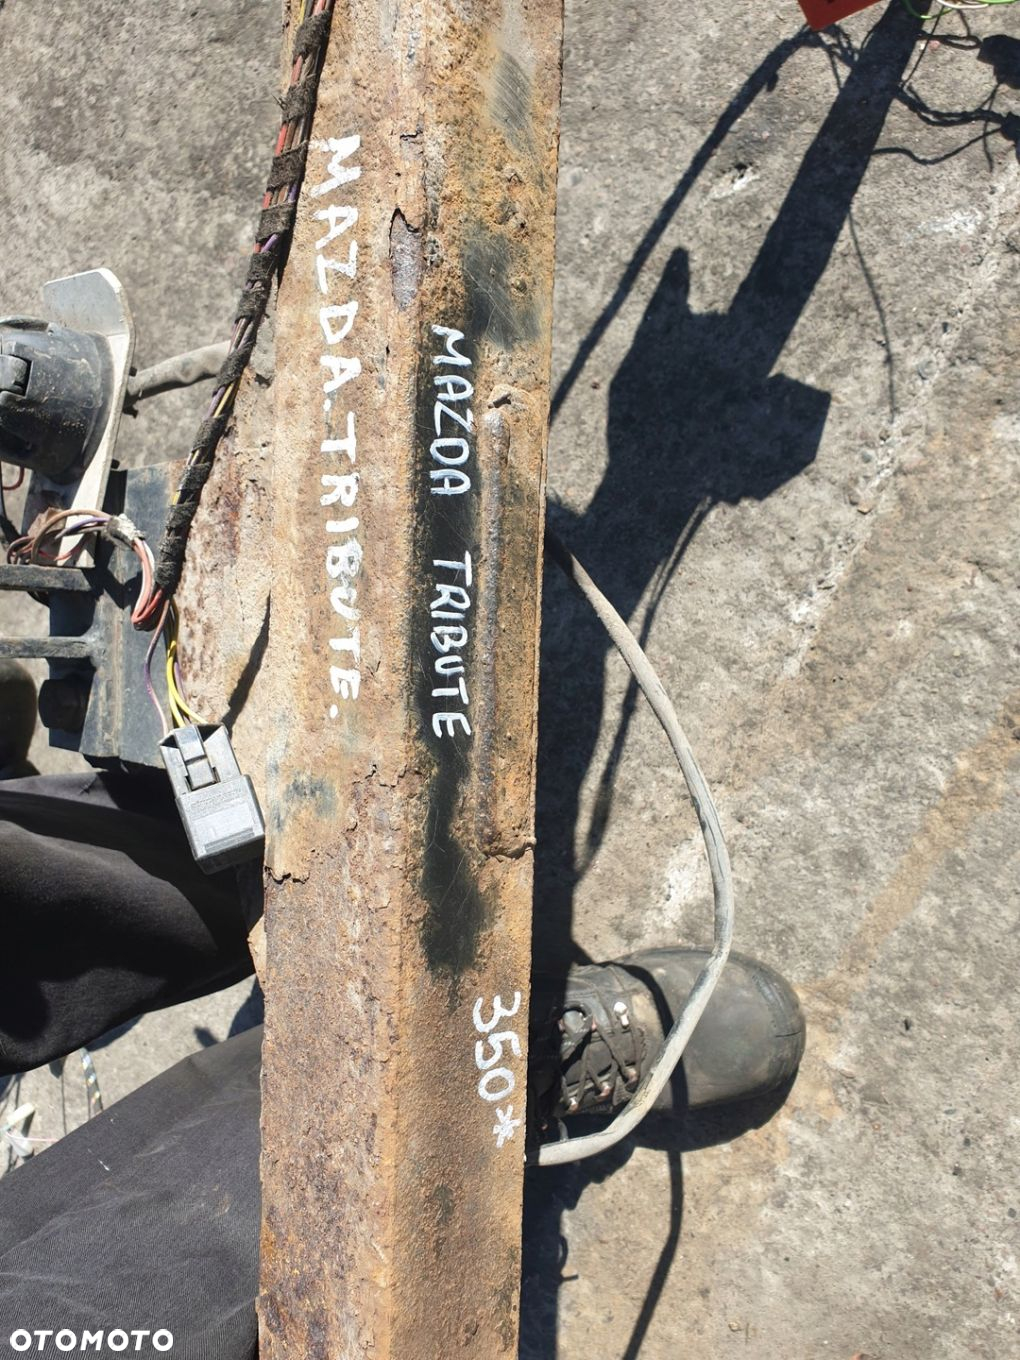 MAZDA.TRIBUTE.
MAZDA TRIBUTE
350*
OTOMOTO